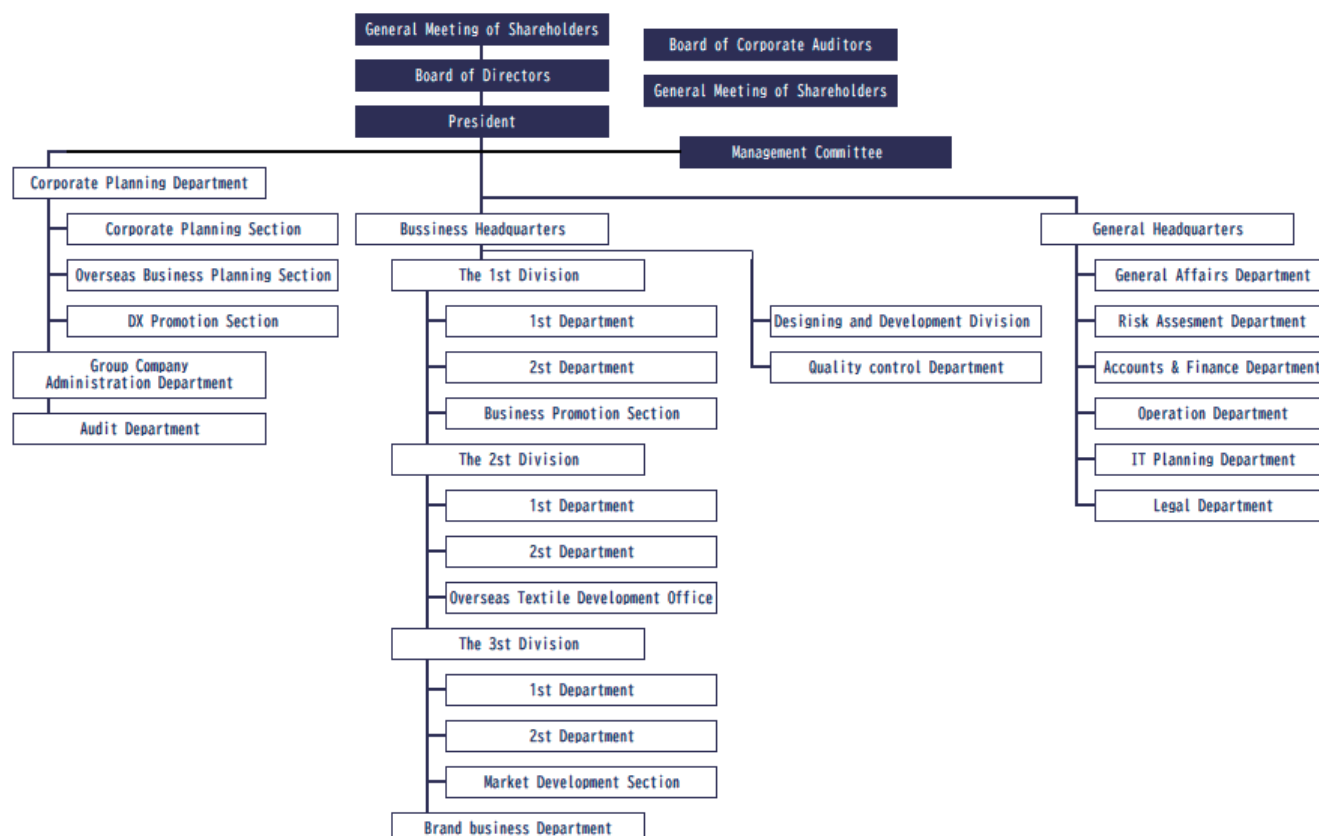 General Meeting of Shareholders
Board of Directors
President
Board of Corporate Auditors
General Meeting of Shareholders
Management Committee
Corporate Planning Department
Corporate Planning Section
Overseas Business Planning Section
DX Promotion Section
Group Company
Administration Department
Audit Department
Bussiness Headquarters
The 1st Division
1st Department
2st Department
Business Promotion Section
The 2st Division
1st Department
2st Department
Overseas Textile Development Office
The 3st Division
1st Department
2st Department
Market Development Section
Brand business Department
Designing and Development Division
Quality control Department
General Headquarters
General Affairs Department
Risk Assesment Department
Accounts & Finance Department
Operation Department
IT Planning Department
Legal Department